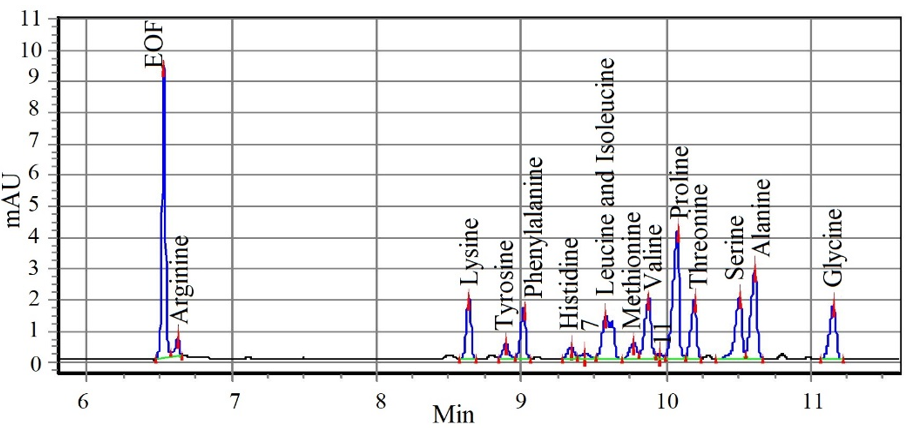 11
10
9
8
7
6
5
4
3
2
1
0
mAU
EOF
Arginine
Lysine
Tyrosine
Phenylalanine
Histidine
7
Leucine and Isoleucine
Methionine
Valine
11
Proline
Threonine
Serine
Alanine
Glycine
6 7 8 9 10 11
Min